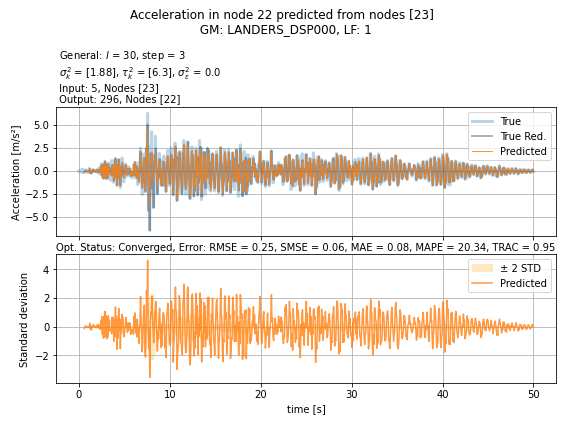 Acceleration in node 22 predicted from nodes [23]
GM: LANDERS_DSP000, LF: 1
General: l = 30, step = 3
σ²_k = [1.88], τ²_k = [6.3], σ²_ε = 0.0
Input: 5, Nodes [23]
Output: 296, Nodes [22]
Acceleration [m/s²]
5.0
2.5
0.0
−2.5
−5.0
True
True Red.
Predicted
Opt. Status: Converged, Error: RMSE = 0.25, SMSE = 0.06, MAE = 0.08, MAPE = 20.34, TRAC = 0.95
Standard deviation
4
2
0
−2
± 2 STD
Predicted
0 10 20 30 40 50
time [s]